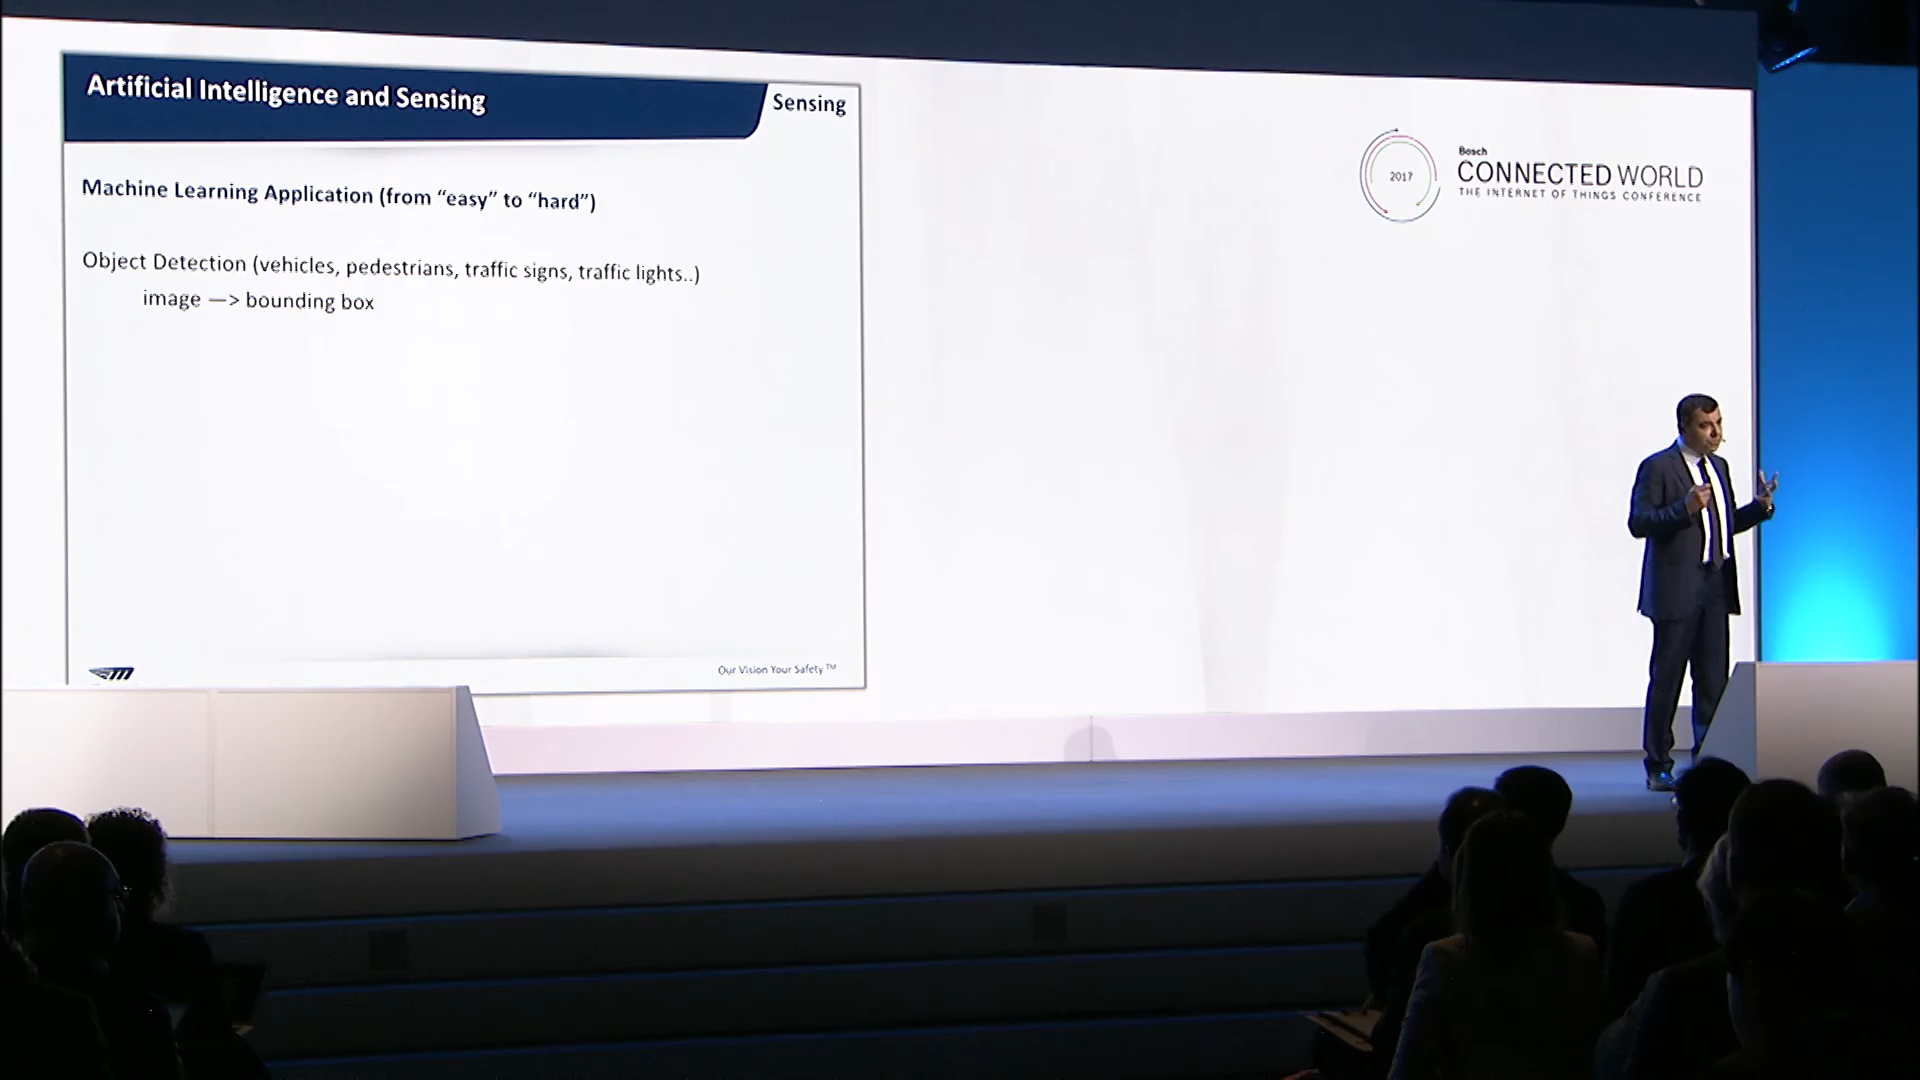 Artificial Intelligence and Sensing
Sensing
Machine Learning Application (from “easy” to “hard”)
Object Detection (vehicles, pedestrians, traffic signs, traffic lights..)
image —> bounding box
Our Vision Your Safety ™
2017
Bosch
CONNECTED WORLD
THE INTERNET OF THINGS CONFERENCE